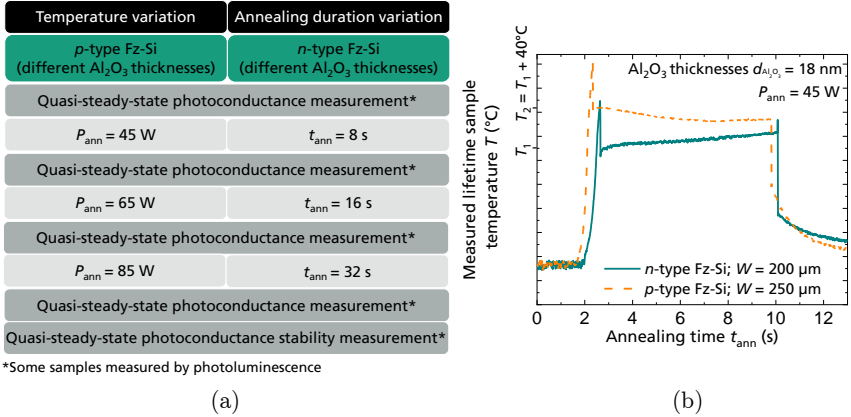 Temperature variation
Annealing duration variation
p-type Fz-Si
(different Al₂O₃ thicknesses)
n-type Fz-Si
(different Al₂O₃ thicknesses)
Quasi-steady-state photoconductance measurement*
Pₐₙₙ = 45 W
tₐₙₙ = 8 s
Quasi-steady-state photoconductance measurement*
Pₐₙₙ = 65 W
tₐₙₙ = 16 s
Quasi-steady-state photoconductance measurement*
Pₐₙₙ = 85 W
tₐₙₙ = 32 s
Quasi-steady-state photoconductance measurement*
Quasi-steady-state photoconductance stability measurement*
*Some samples measured by photoluminescence
(a)
Measured lifetime sample
temperature T (°C)
T₁
T₂ = T₁ + 40°C
Al₂O₃ thicknesses d_Al₂O₃ = 18 nm
Pₐₙₙ = 45 W
n-type Fz-Si; W = 200 µm
p-type Fz-Si; W = 250 µm
0 2 4 6 8 10 12
Annealing time tₐₙₙ (s)
(b)